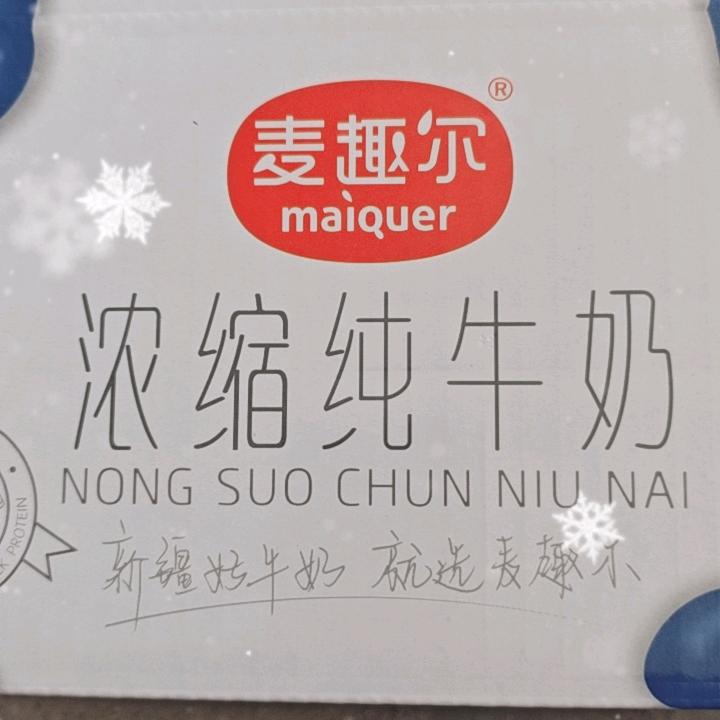 麦趣尔®
maiquer
浓缩纯牛奶
NONG SUO CHUN NIU NAI
PROTEIN
新疆好牛奶 就选麦趣尔